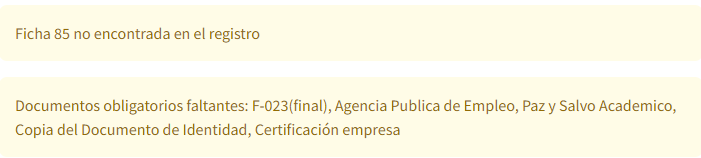 Ficha 85 no encontrada en el registro
Documentos obligatorios faltantes: F-023(final), Agencia Publica de Empleo, Paz y Salvo Academico,
Copia del Documento de Identidad, Certificación empresa